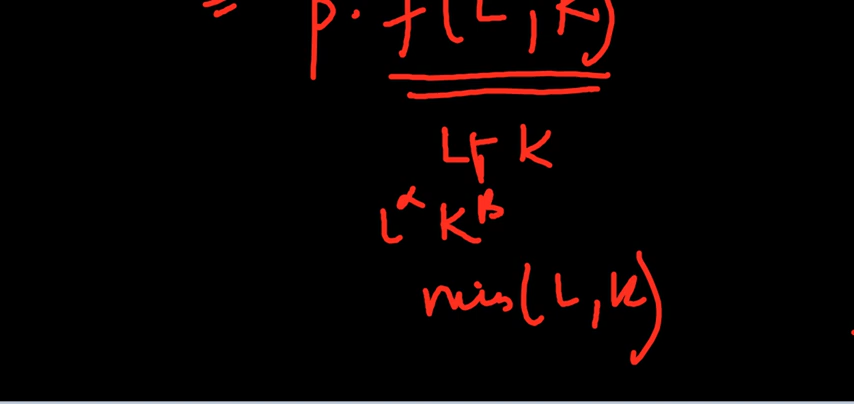 = p. f(L, K)
L + K
L^α K^β
min(L, K)